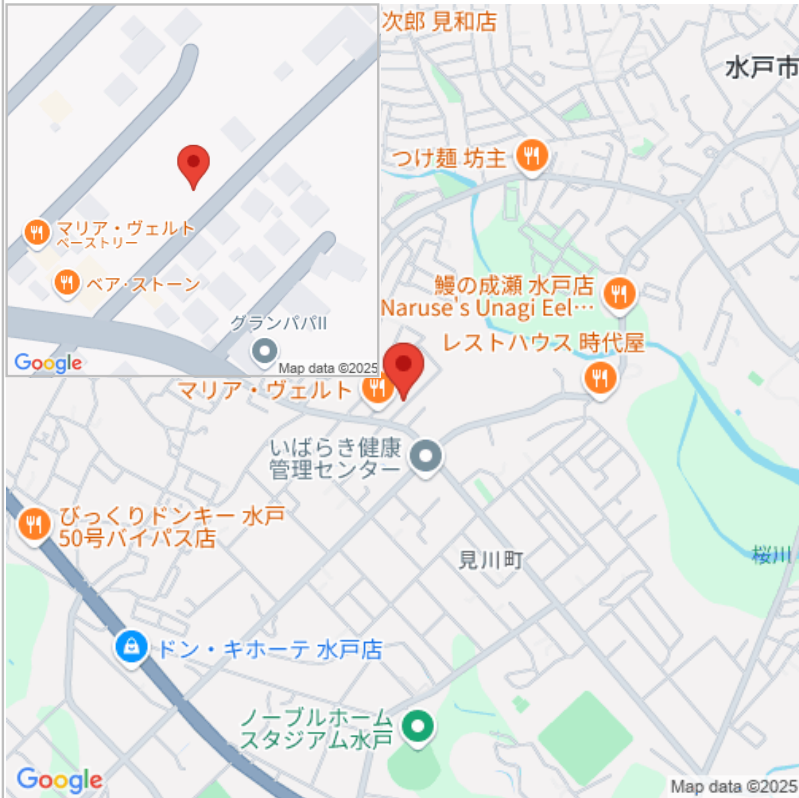 マリア・ヴェルト
ベーストリー
ベア·ストーン
グランパパII
Google
Map data ©2025
次郎 見和店
水戸市
つけ麺 坊主
鰻の成瀬 水戸店
Naruse's Unagi Eel…
レストハウス 時代屋
マリア・ヴェルト
いばらき健康
管理センター
びっくりドンキー 水戸
50号バイパス店
見川町
桜川
ドン・キホーテ 水戸店
ノーブルホーム
スタジアム水戸
Google
Map data ©2025